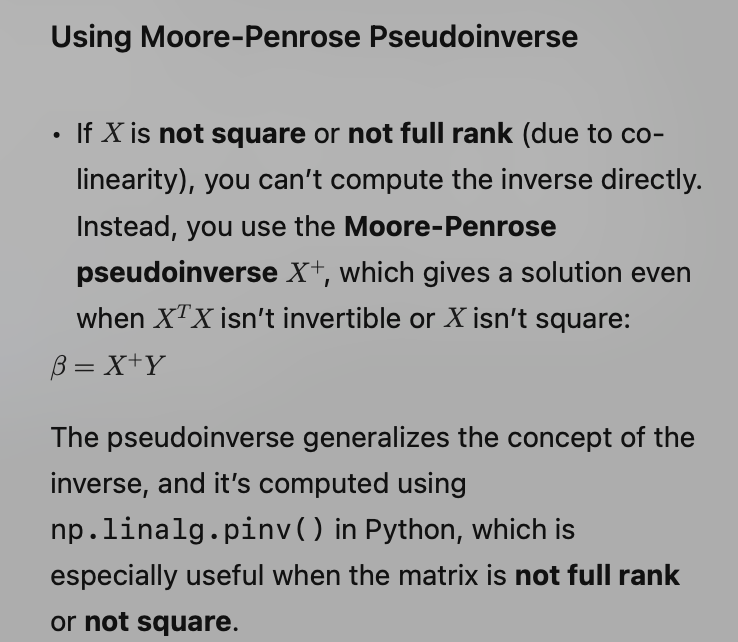 Using Moore-Penrose Pseudoinverse
• If X is not square or not full rank (due to co-
linearity), you can't compute the inverse directly.
Instead, you use the Moore-Penrose
pseudoinverse X⁺, which gives a solution even
when XᵀX isn't invertible or X isn't square:
β = X⁺Y
The pseudoinverse generalizes the concept of the
inverse, and it's computed using
np.linalg.pinv() in Python, which is
especially useful when the matrix is not full rank
or not square.